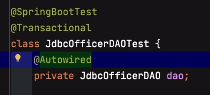 @SpringBootTest
@Transactional
class JdbcOfficerDAOTest {
@Autowired
private JdbcOfficerDAO dao;